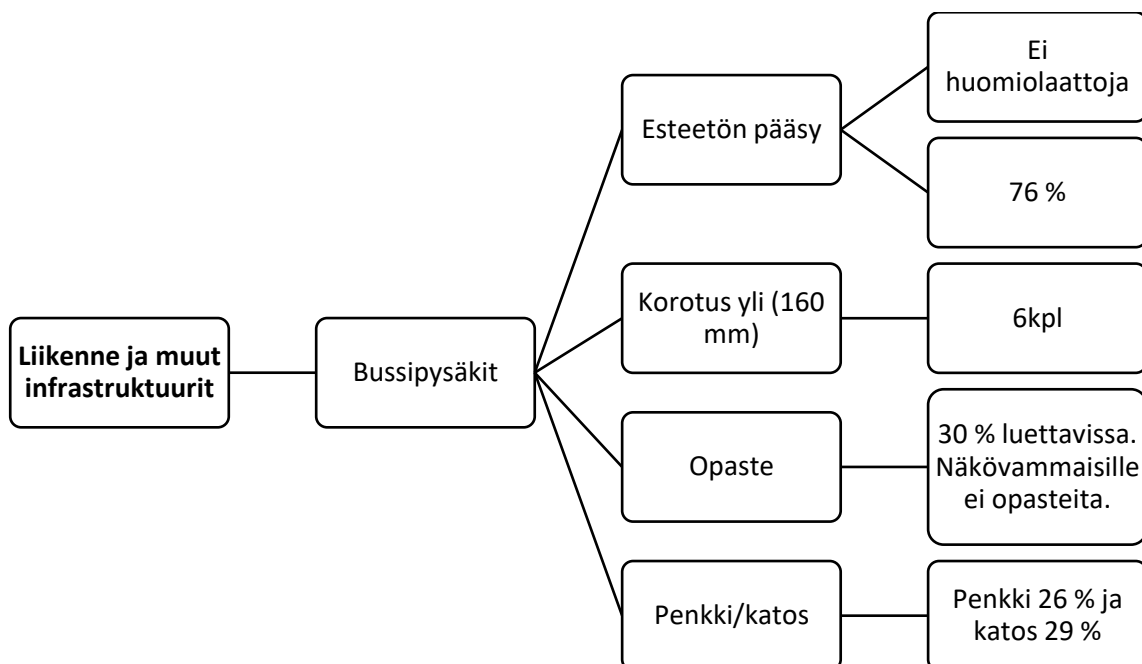 Liikenne ja muut
infrastruktuurit
Bussipysäkit
Esteetön pääsy
Ei
huomiolaattoja
76 %
Korotus yli (160
mm)
6kpl
Opaste
30 % luettavissa.
Näkövammaisille
ei opasteita.
Penkki/katos
Penkki 26 % ja
katos 29 %